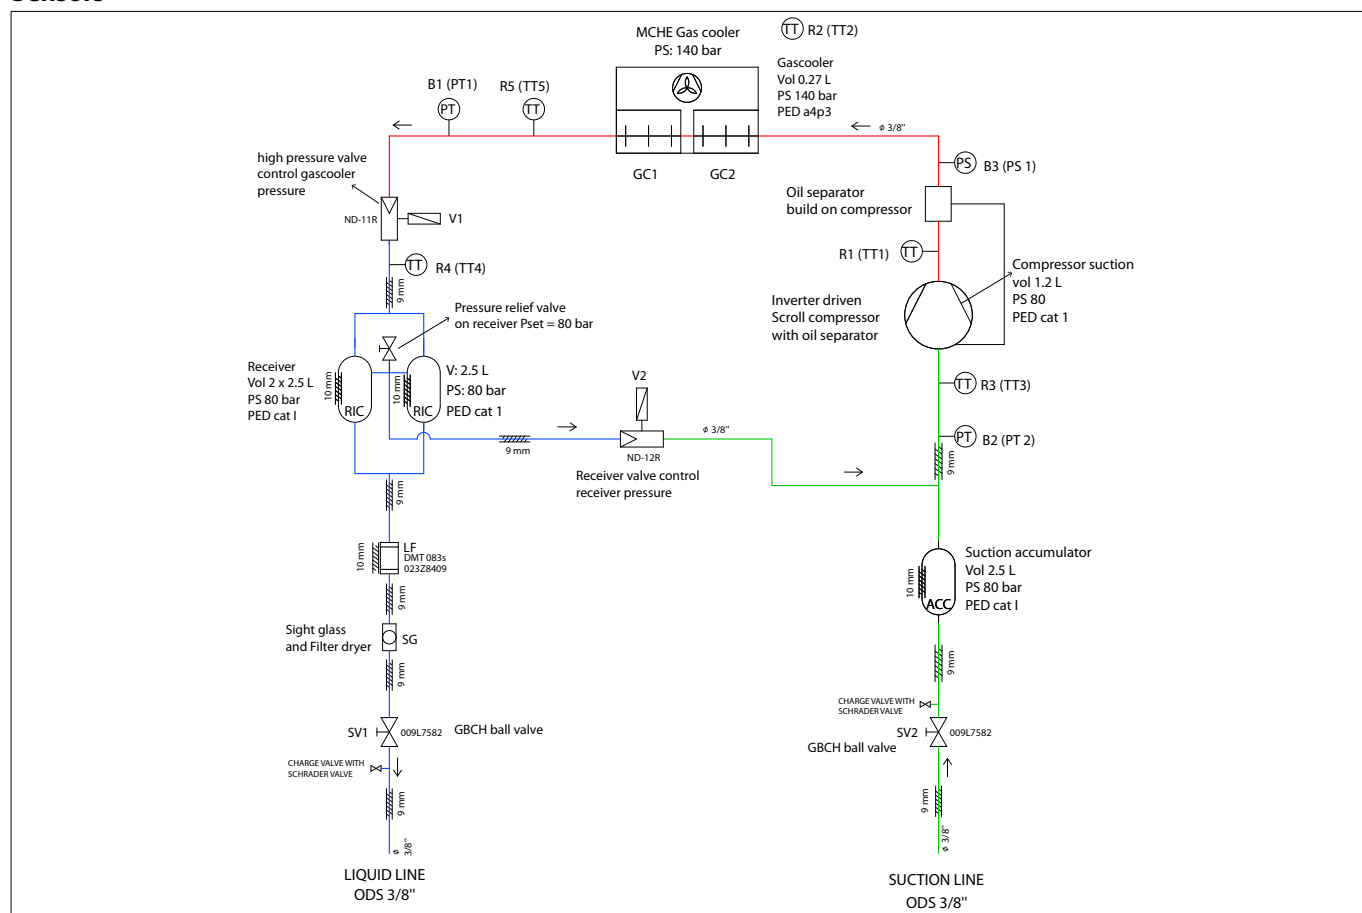 MCHE Gas cooler
PS: 140 bar
TT R2 (TT2)
Gascooler
Vol 0.27 L
PS 140 bar
PED a4p3
B1 (PT1)
PT
R5 (TT5)
TT
ø 3/8"
GC1
GC2
high pressure valve
control gascooler
pressure
ND-11R
V1
TT R4 (TT4)
9 mm
PS B3 (PS 1)
Oil separator
build on compressor
R1 (TT1) TT
Compressor suction
vol 1.2 L
PS 80
PED cat 1
Inverter driven
Scroll compressor
with oil separator
Pressure relief valve
on receiver Pset = 80 bar
Receiver
Vol 2 x 2.5 L
PS 80 bar
PED cat I
10 mm
RIC
10 mm
RIC
V: 2.5 L
PS: 80 bar
PED cat 1
V2
9 mm
ND-12R
ø 3/8"
Receiver valve control
receiver pressure
TT R3 (TT3)
PT B2 (PT 2)
9 mm
9 mm
10 mm
LF
DMT 083s
023Z8409
9 mm
Sight glass
and Filter dryer
SG
9 mm
SV1
009L7582
GBCH ball valve
CHARGE VALVE WITH
SCHRADER VALVE
9 mm
ø
3/8"
LIQUID LINE
ODS 3/8"
10 mm
ACC
Suction accumulator
Vol 2.5 L
PS 80 bar
PED cat I
9 mm
CHARGE VALVE WITH
SCHRADER VALVE
SV2
009L7582
GBCH ball valve
9 mm
ø 3/8"
SUCTION LINE
ODS 3/8"